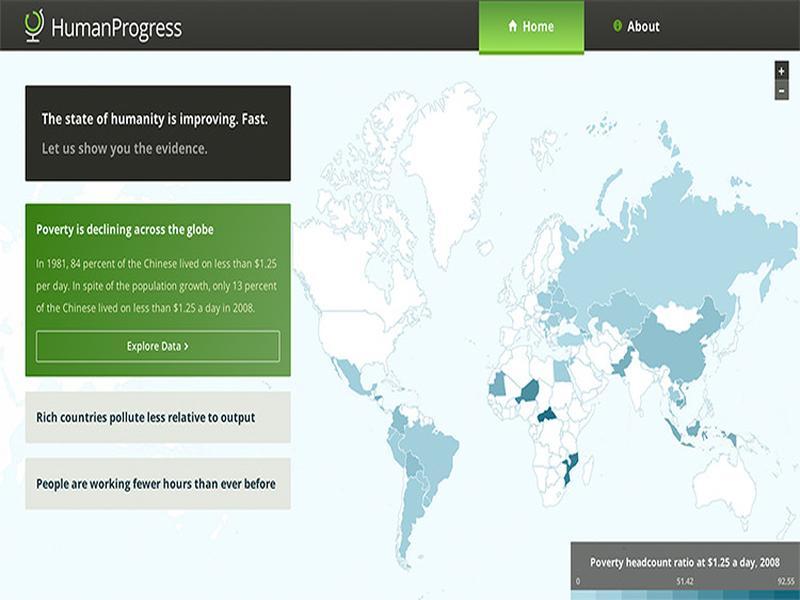 HumanProgress
Home
About
+
-
The state of humanity is improving. Fast.
Let us show you the evidence.
Poverty is declining across the globe
In 1981, 84 percent of the Chinese lived on less than $1.25
per day. In spite of the population growth, only 13 percent
of the Chinese lived on less than $1.25 a day in 2008.
Explore Data >
Rich countries pollute less relative to output
People are working fewer hours than ever before
Poverty headcount ratio at $1.25 a day, 2008
0 51.42 92.55